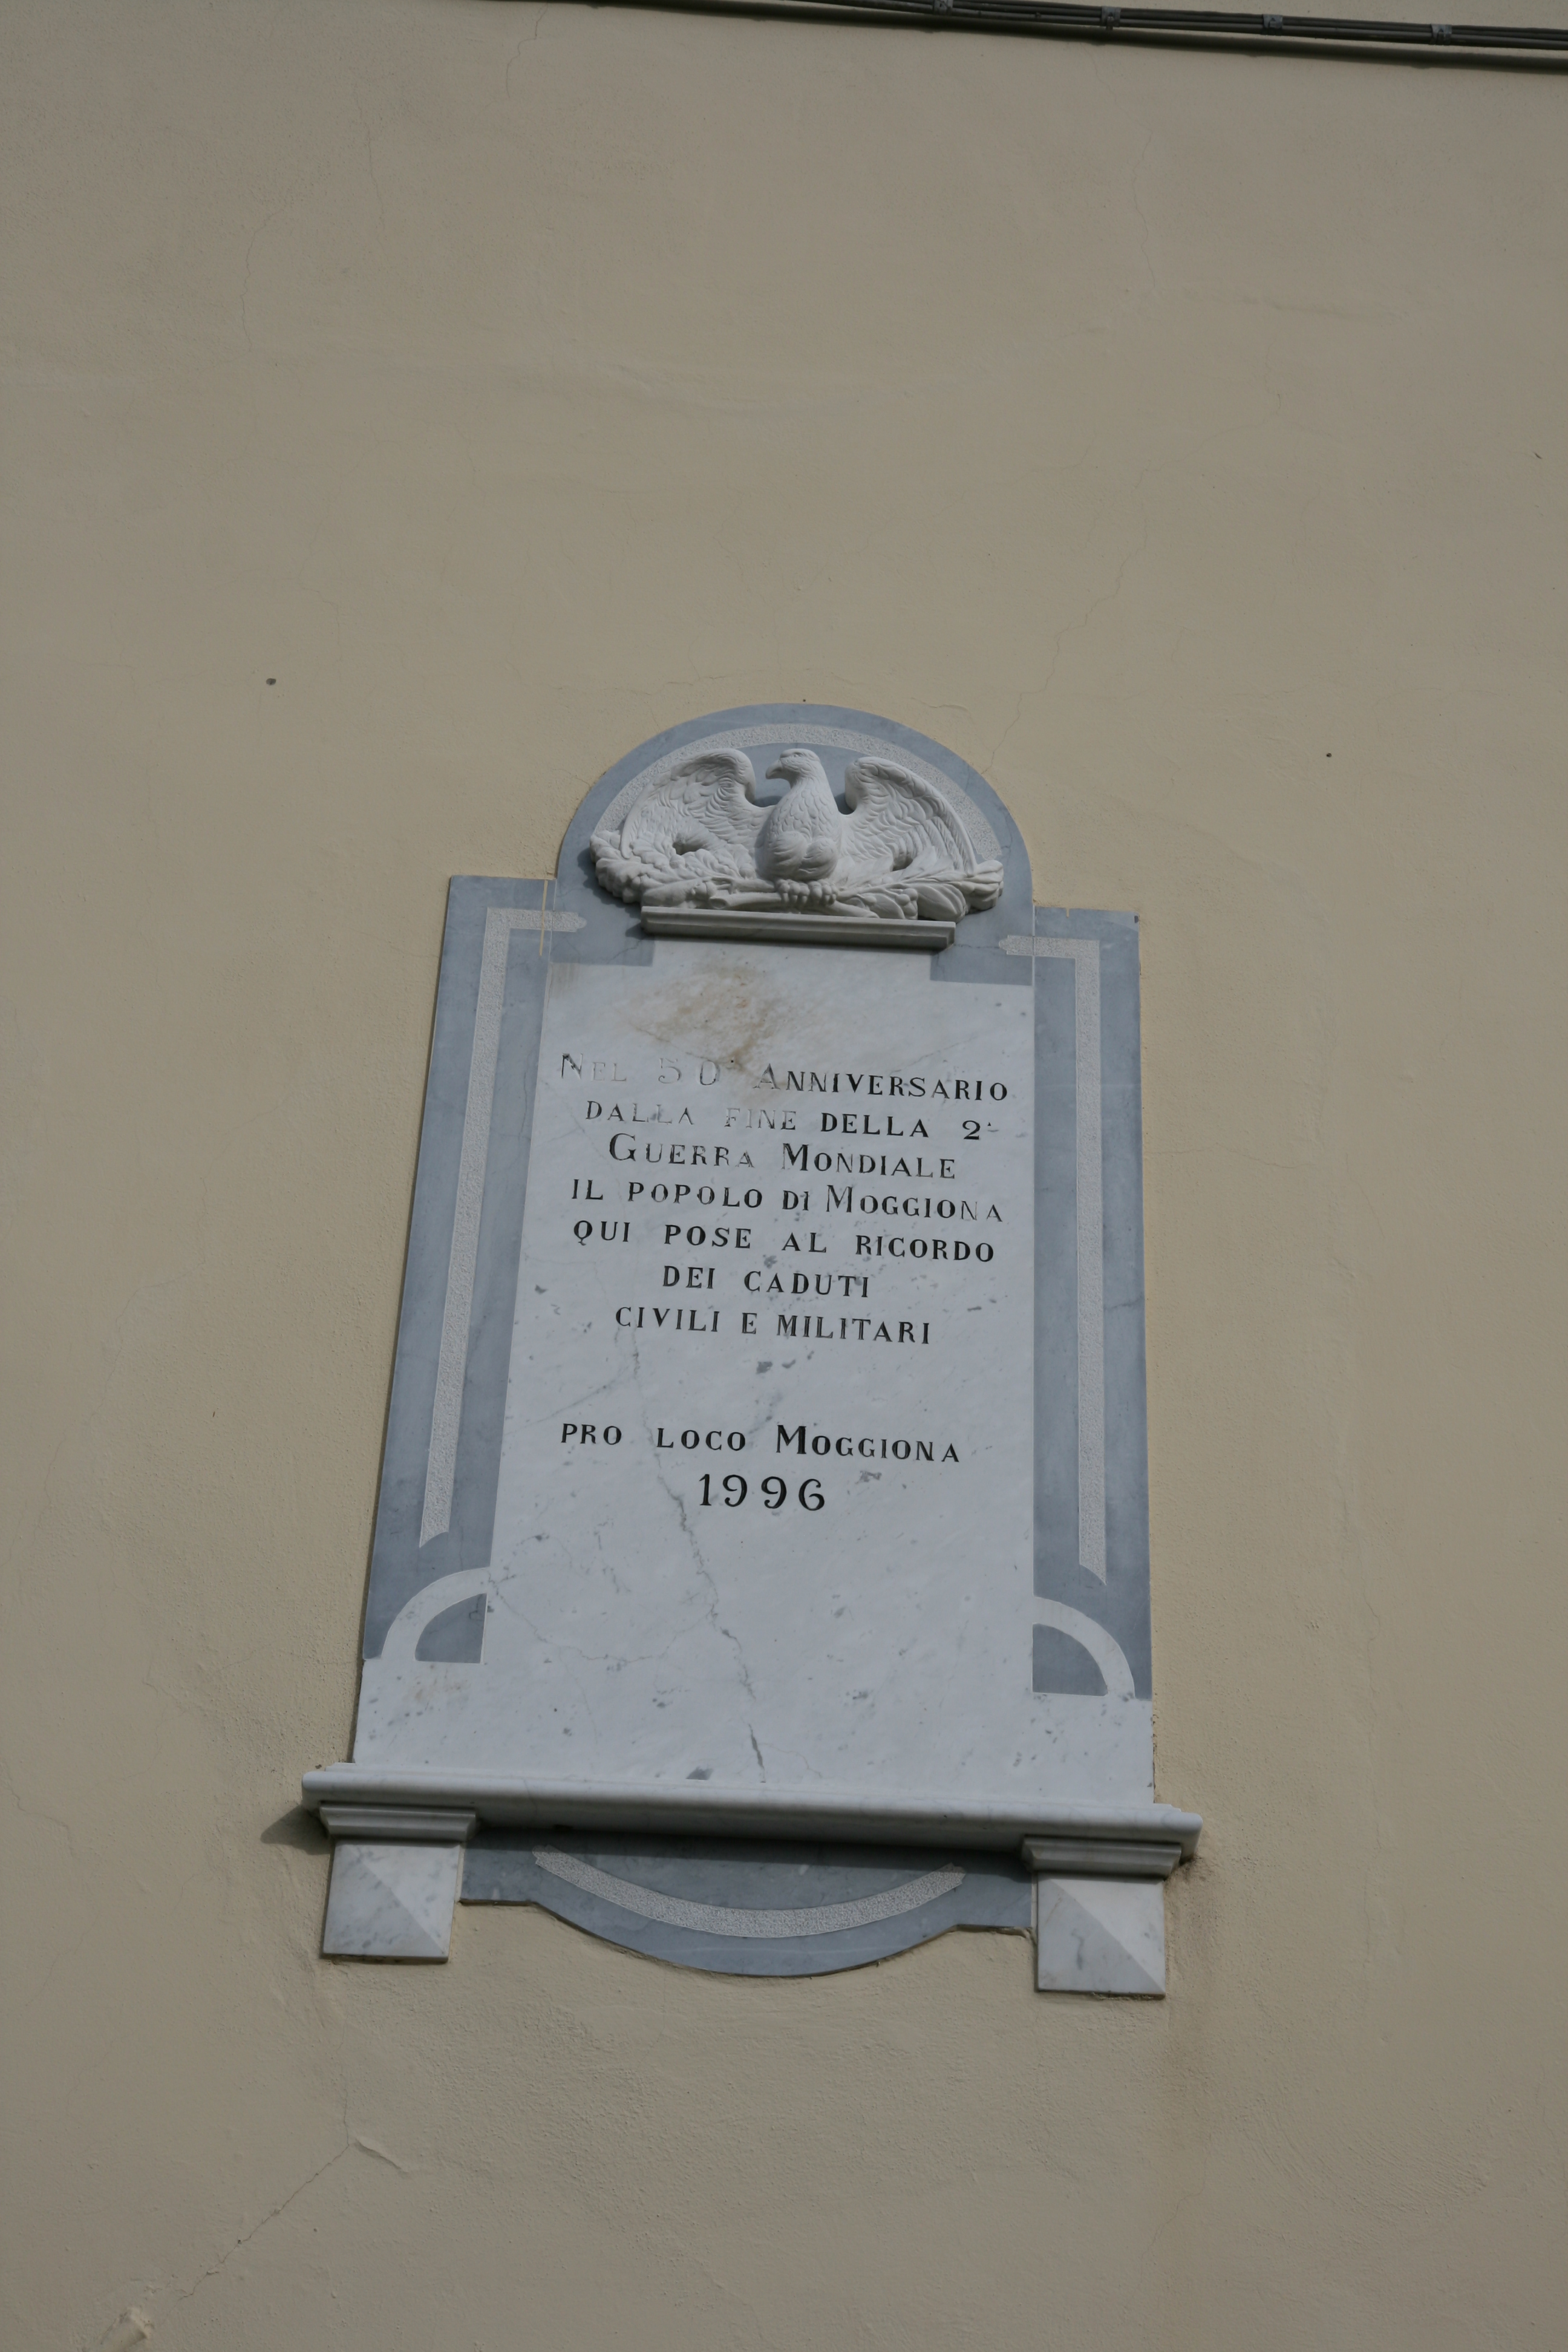 NEL 50° ANNIVERSARIO
DALLA FINE DELLA 2ª
GUERRA MONDIALE
IL POPOLO Di MOGGIONA
QUI POSE AL RICORDO
DEI CADUTI
CIVILI E MILITARI
PRO LOCO MOGGIONA
1996